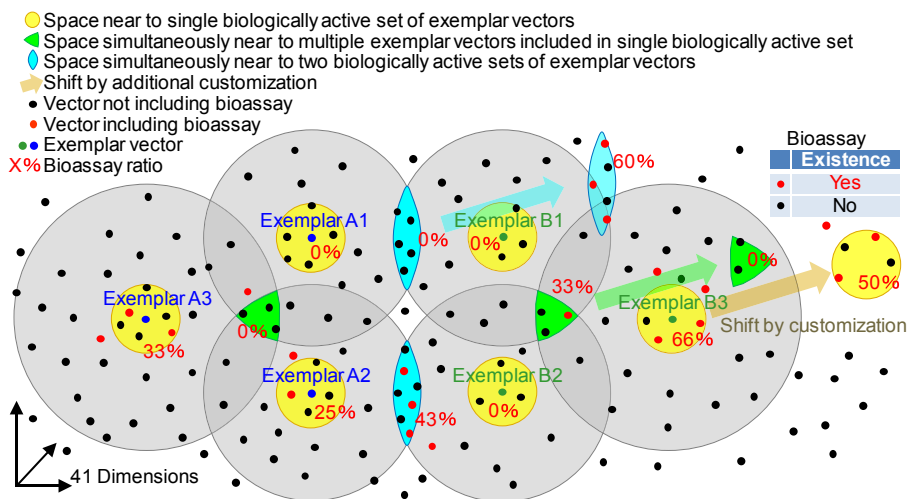 Space near to single biologically active set of exemplar vectors
Space simultaneously near to multiple exemplar vectors included in single biologically active set
Space simultaneously near to two biologically active sets of exemplar vectors
Shift by additional customization
Vector not including bioassay
Vector including bioassay
Exemplar vector
X% Bioassay ratio
Bioassay
Existence
Yes
No
60%
Exemplar A1
0%
0%
Exemplar B1
0%
0%
50%
Exemplar A3
33%
0%
33%
Exemplar B3
66%
Shift by customization
Exemplar A2
25%
43%
Exemplar B2
0%
41 Dimensions